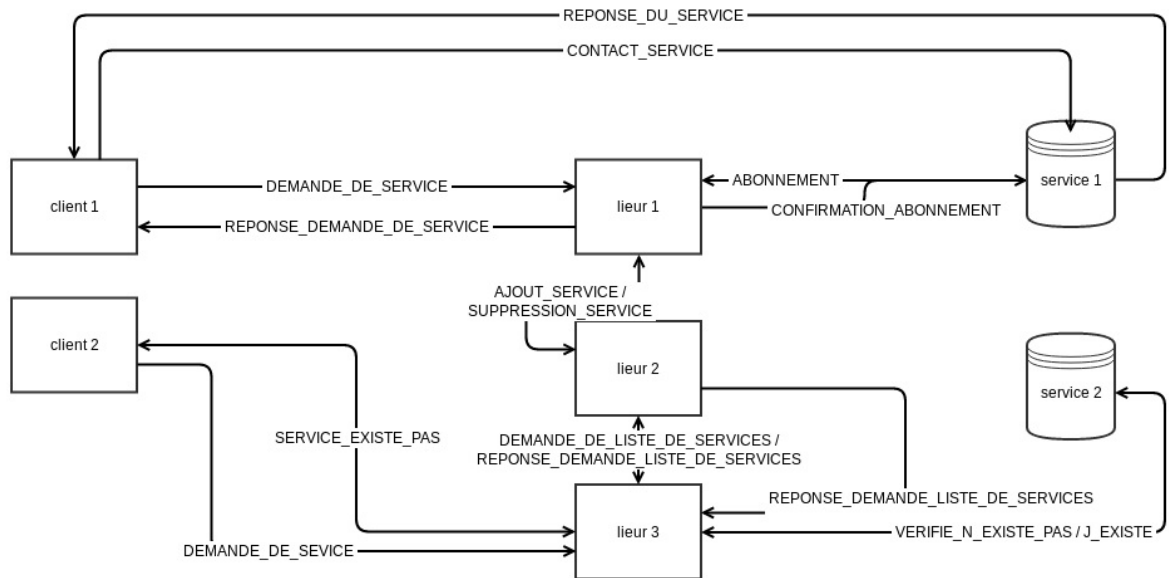 REPONSE_DU_SERVICE
CONTACT_SERVICE
client 1
DEMANDE_DE_SERVICE
REPONSE_DEMANDE_DE_SERVICE
lieur 1
ABONNEMENT
CONFIRMATION_ABONNEMENT
service 1
AJOUT_SERVICE /
SUPPRESSION_SERVICE
client 2
lieur 2
service 2
SERVICE_EXISTE_PAS
DEMANDE_DE_LISTE_DE_SERVICES /
REPONSE_DEMANDE_LISTE_DE_SERVICES
REPONSE_DEMANDE_LISTE_DE_SERVICES
lieur 3
VERIFIE_N_EXISTE_PAS / J_EXISTE
DEMANDE_DE_SEVICE